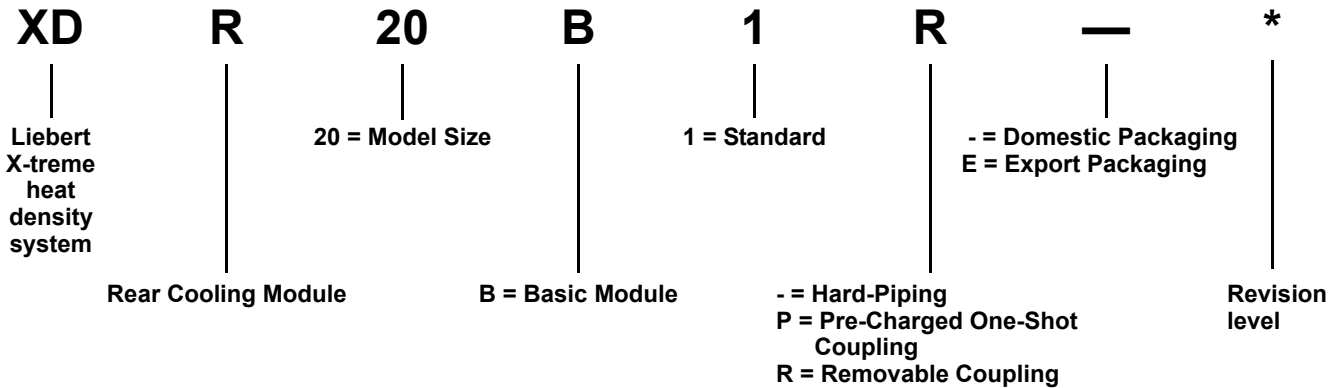 XD R 20 B 1 R — *
Liebert
X-treme
heat
density
system
20 = Model Size
1 = Standard
- = Domestic Packaging
E = Export Packaging
Rear Cooling Module
B = Basic Module
- = Hard-Piping
P = Pre-Charged One-Shot
Coupling
R = Removable Coupling
Revision
level